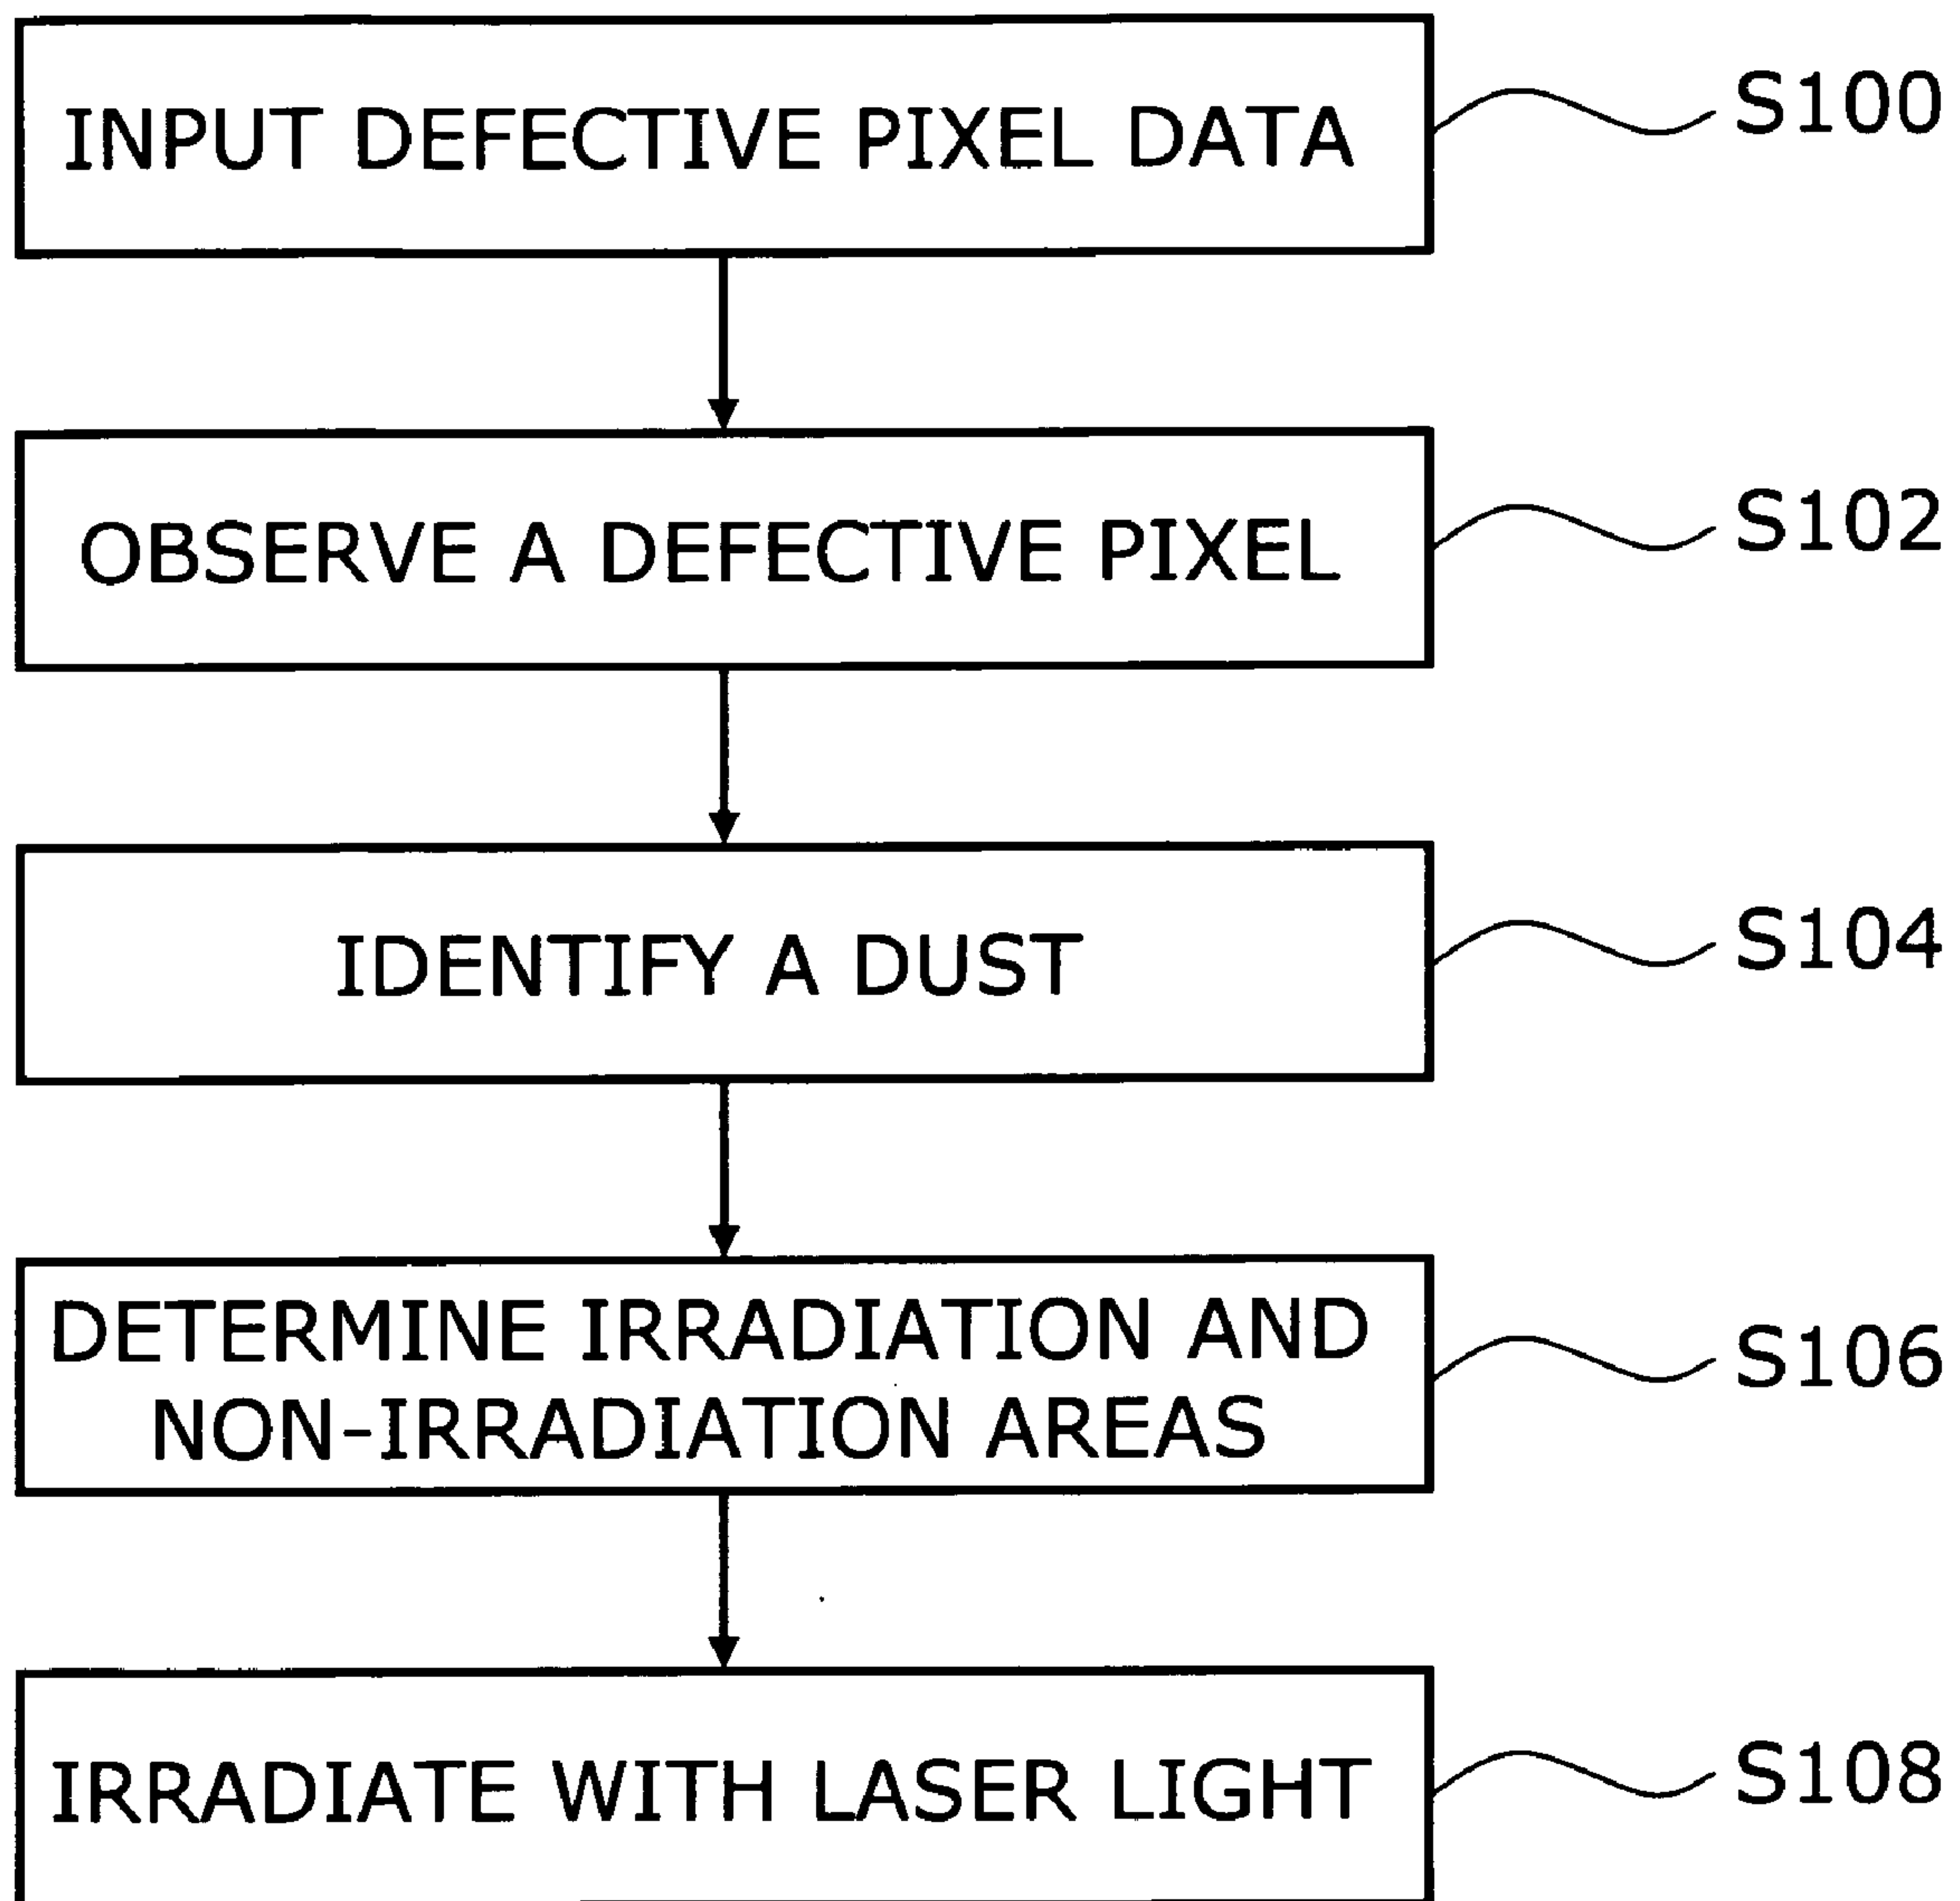 INPUT DEFECTIVE PIXEL DATA
S100
OBSERVE A DEFECTIVE PIXEL
S102
IDENTIFY A DUST
S104
DETERMINE IRRADIATION AND
NON-IRRADIATION AREAS
S106
IRRADIATE WITH LASER LIGHT
S108